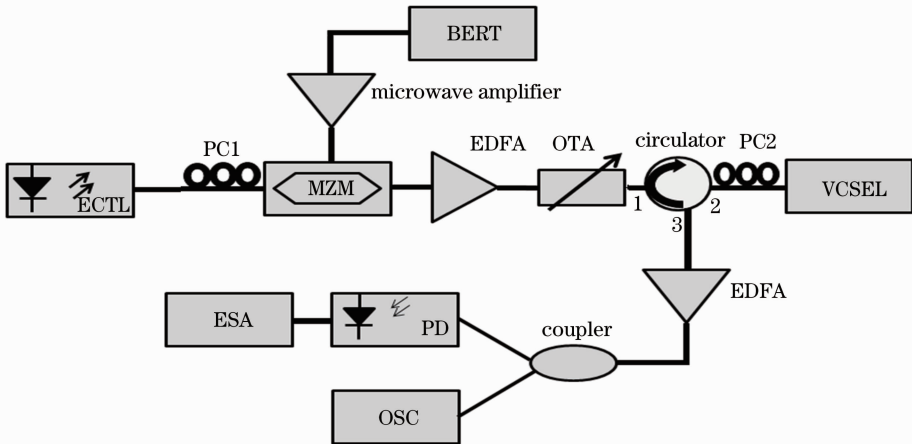 BERT
microwave amplifier
PC1
EDFA
OTA
circulator
PC2
ECTL
MZM
1
2
3
VCSEL
EDFA
ESA
PD
coupler
OSC